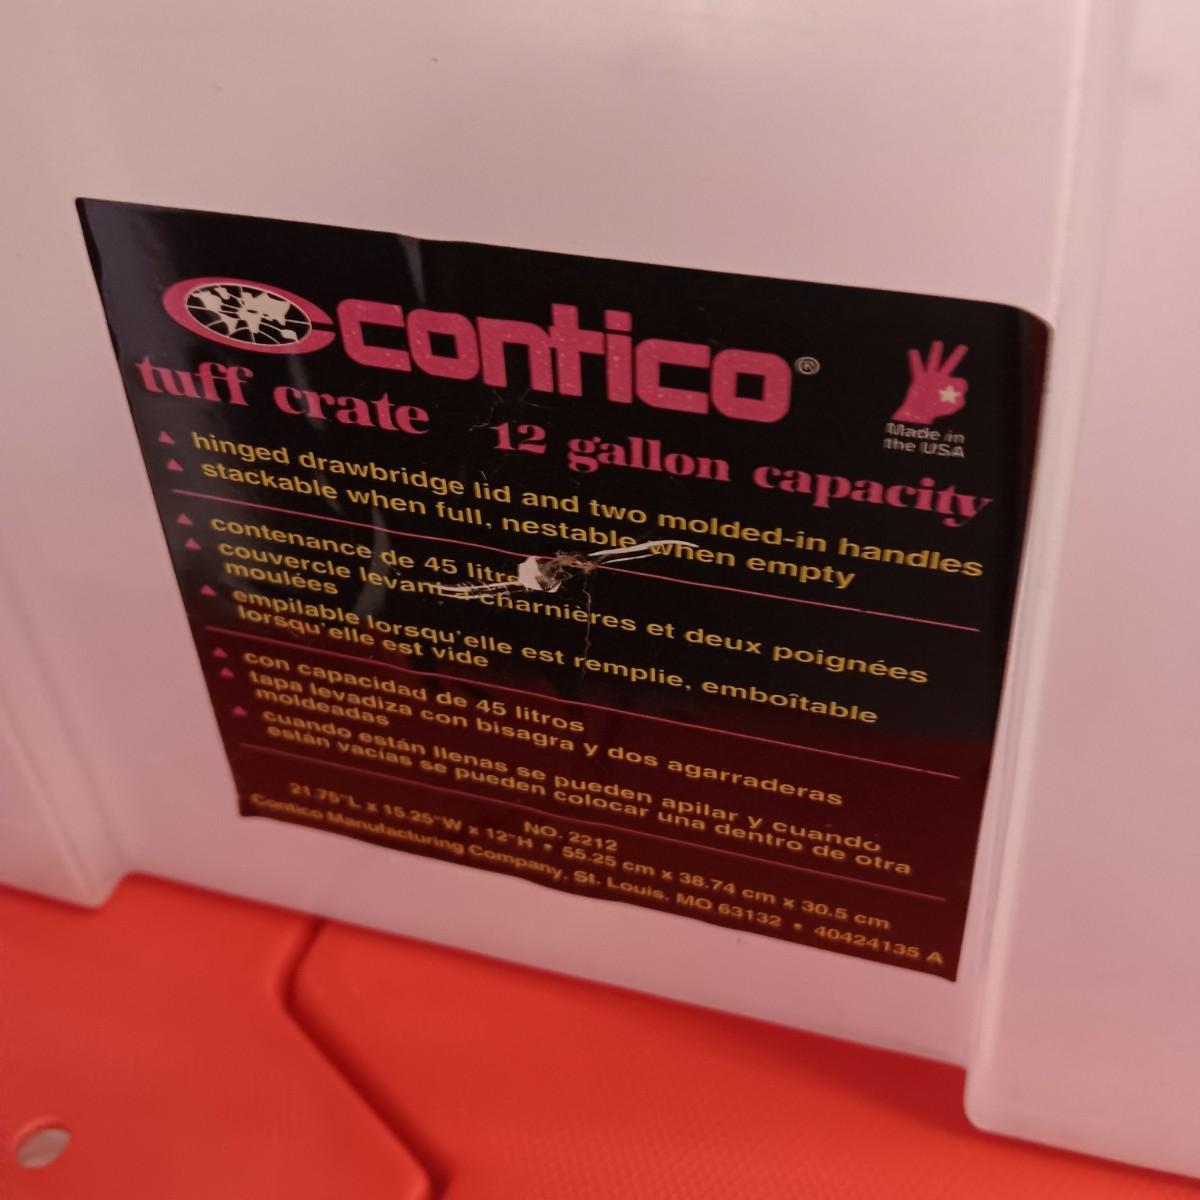 contico®
Made in
the USA
tuff crate 12 gallon capacity
hinged drawbridge lid and two molded-in handles
stackable when full, nestable when empty
contenance de 45 litres
couvercle levant à charnières et deux poignées
moulées
empilable lorsqu'elle est remplie, emboîtable
lorsqu'elle est vide
con capacidad de 45 litros
tapa levadiza con bisagra y dos agarraderas
moldeadas
cuando están llenas se pueden apilar y cuando
están vacías se pueden colocar una dentro de otra
NO. 2212
21.75"L x 15.25"W x 12"H • 55.25 cm x 38.74 cm x 30.5 cm
Contico Manufacturing Company, St. Louis, MO 63132 • 40424135 A